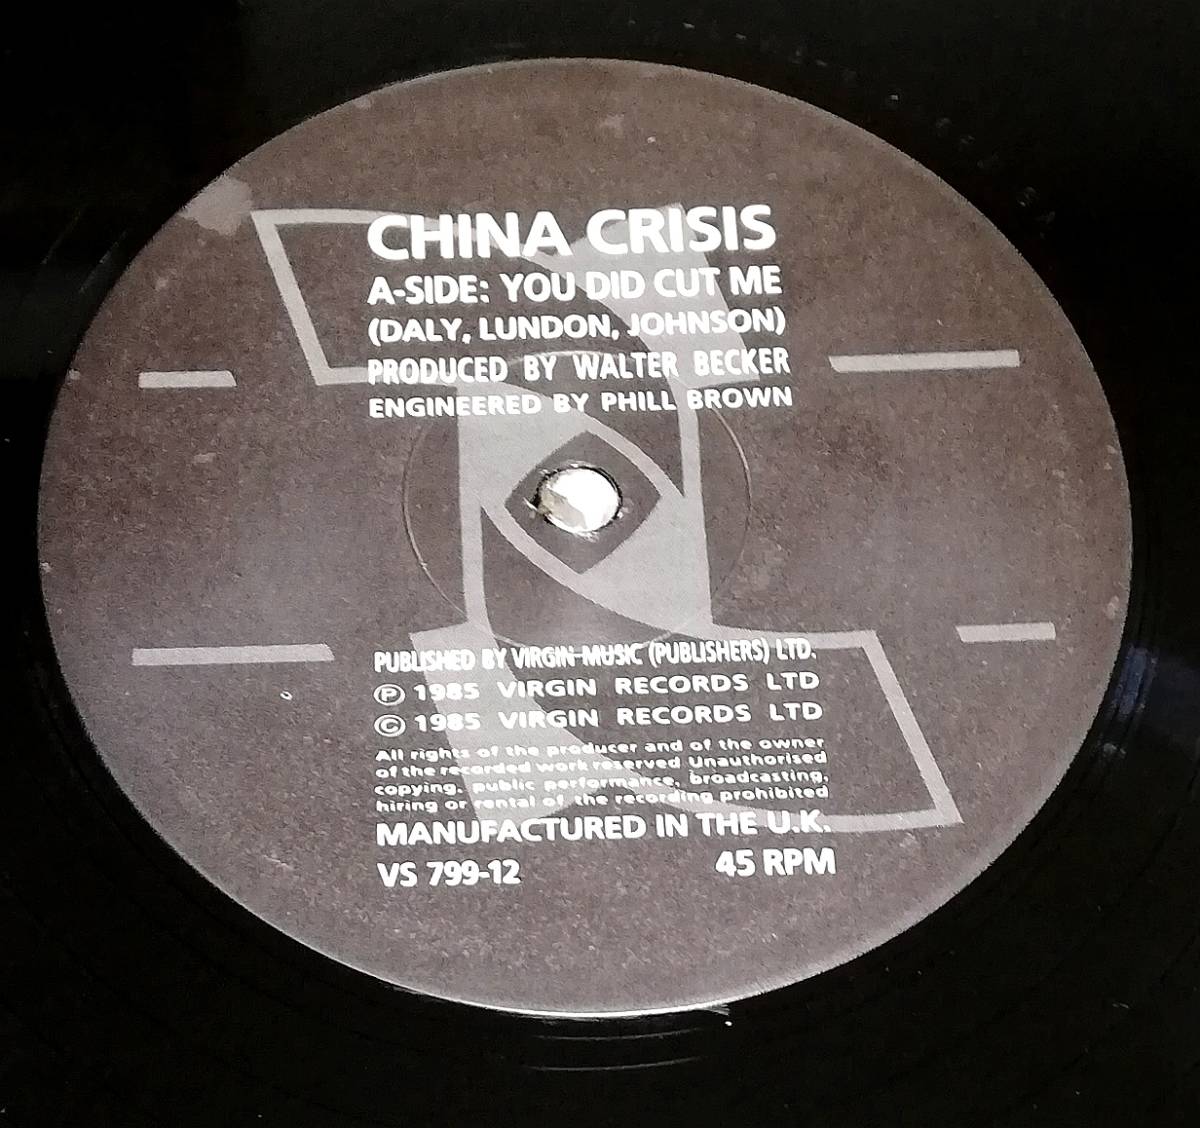 CHINA CRISIS
A-SIDE: YOU DID CUT ME
(DALY, LUNDON, JOHNSON)
PRODUCED BY WALTER BECKER
ENGINEERED BY PHILL BROWN
PUBLISHED BY VIRGIN MUSIC (PUBLISHERS) LTD.
Ⓟ 1985 VIRGIN RECORDS LTD
© 1985 VIRGIN RECORDS LTD
All rights of the producer and of the owner
of the recorded work reserved Unauthorised
copying, public performance, broadcasting,
hiring or rental of the recording prohibited
MANUFACTURED IN THE U.K.
VS 799-12 45 RPM